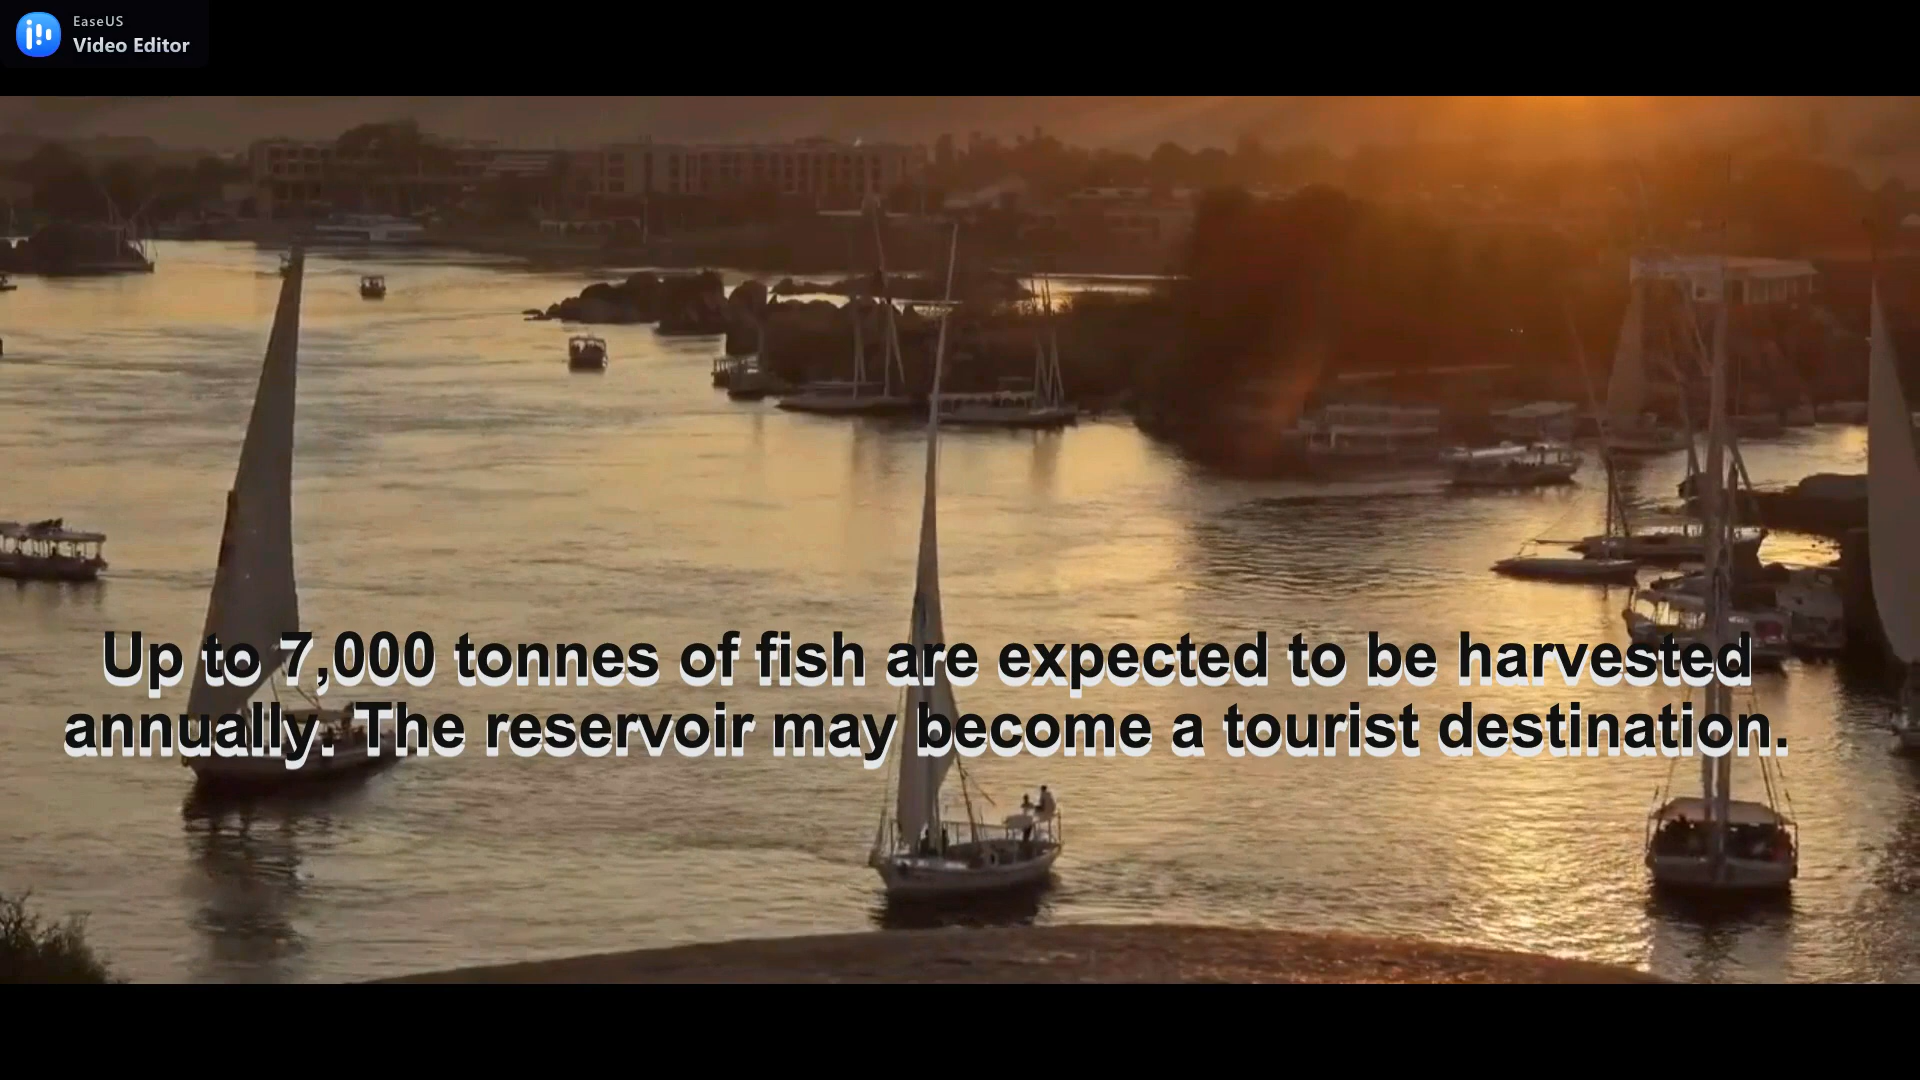 EaseUS
Video Editor
Up to 7,000 tonnes of fish are expected to be harvested
annually. The reservoir may become a tourist destination.